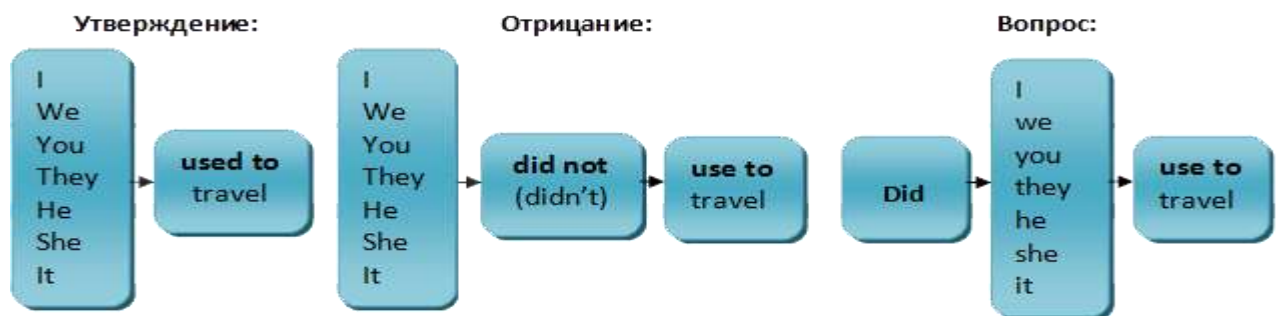 Утверждение:
I
We
You
They
He
She
It
used to
travel
Отрицание:
I
We
You
They
He
She
It
did not
(didn't)
use to
travel
Вопрос:
Did
I
we
you
they
he
she
it
use to
travel